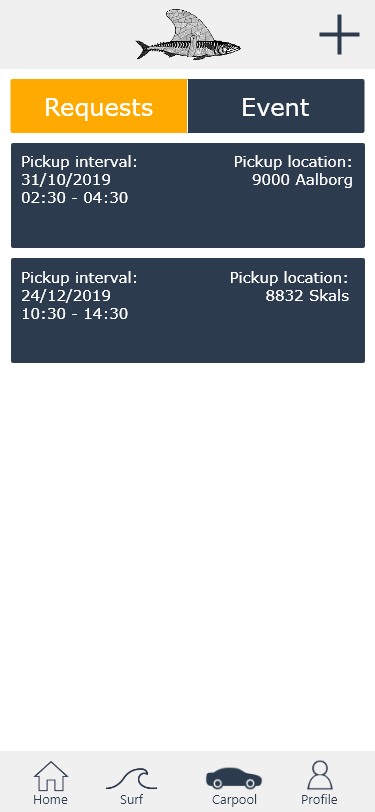 Requests
Event
Pickup interval:
31/10/2019
02:30 - 04:30
Pickup location:
9000 Aalborg
Pickup interval:
24/12/2019
10:30 - 14:30
Pickup location:
8832 Skals
Home
Surf
Carpool
Profile